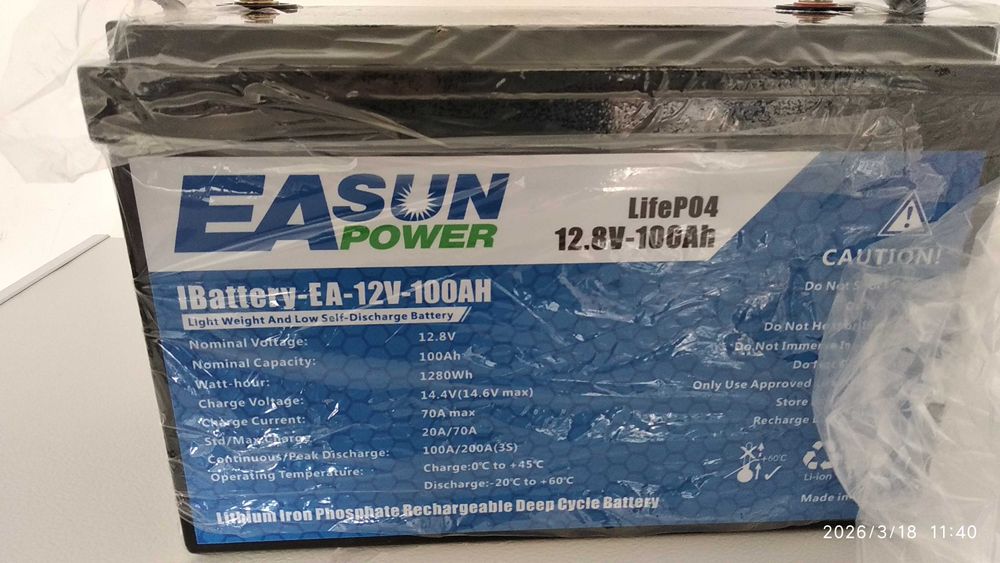 EASUN
POWER
LifePO4
12.8V-100Ah
CAUTION!
IBattery-EA-12V-100AH
Light Weight And Low Self-Discharge Battery
Nominal Voltage: 12.8V
Nominal Capacity: 100Ah
Watt-hour: 1280Wh
Charge Voltage: 14.4V(14.6V max)
Charge Current: 70A max
Std/Max.Charge 20A/70A
Continuous/Peak Discharge: 100A/200A(3S)
Operating Temperature: Charge:0℃ to +45℃
Discharge:-20℃ to +60℃
Do Not
Do Not
Do Not
Only Use Approved
Store
Recharge
+60℃
Li-ion
Made in
Lithium Iron Phosphate Rechargeable Deep Cycle Battery
2026/3/18 11:40